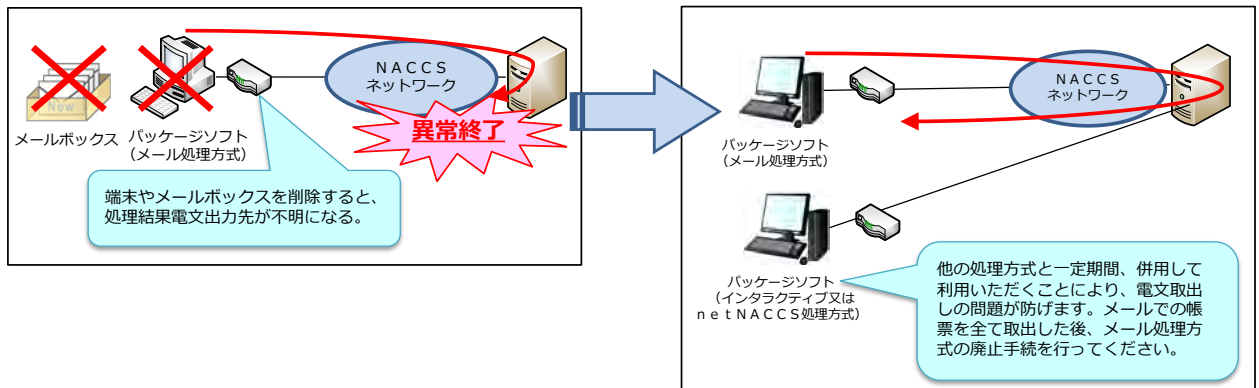 New
メールボックス
パッケージソフト
（メール処理方式）
ＮＡＣＣＳ
ネットワーク
異常終了
端末やメールボックスを削除すると、
処理結果電文出力先が不明になる。
ＮＡＣＣＳ
ネットワーク
パッケージソフト
（メール処理方式）
パッケージソフト
（インタラクティブ又は
ｎｅｔＮＡＣＣＳ処理方式）
他の処理方式と一定期間、併用して
利用いただくことにより、電文取出
しの問題が防げます。メールでの帳
票を全て取出した後、メール処理方
式の廃止手続を行ってください。